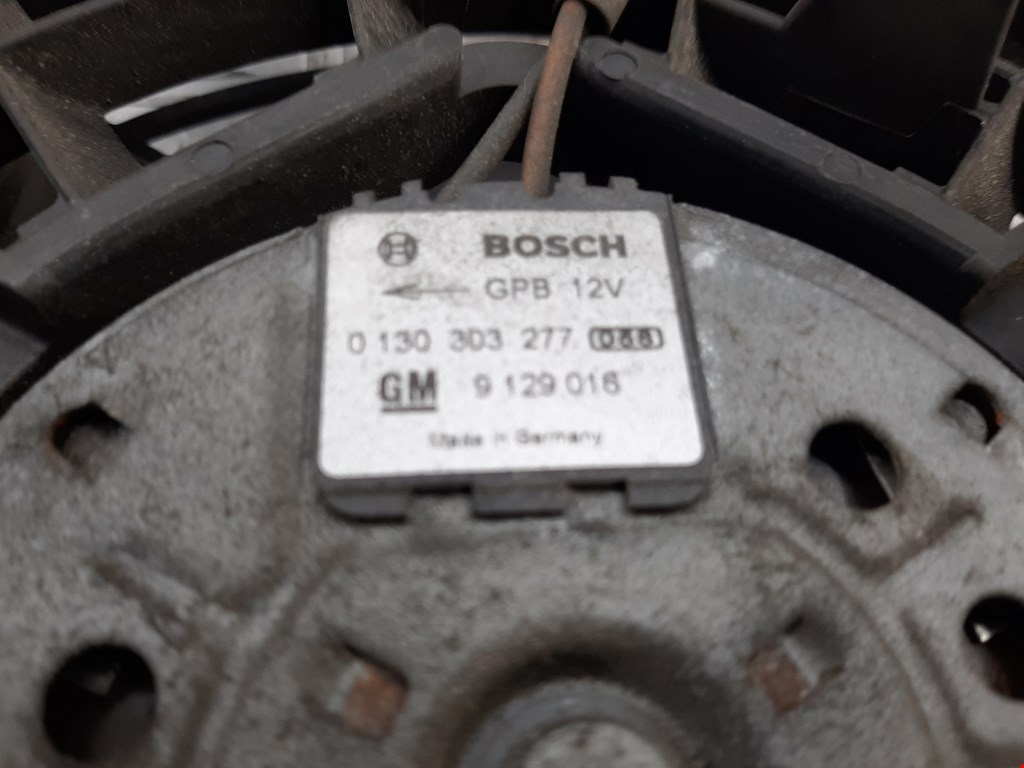 BOSCH
GPB 12V
0 130 303 277 088
GM 9 129 016
Made in Germany